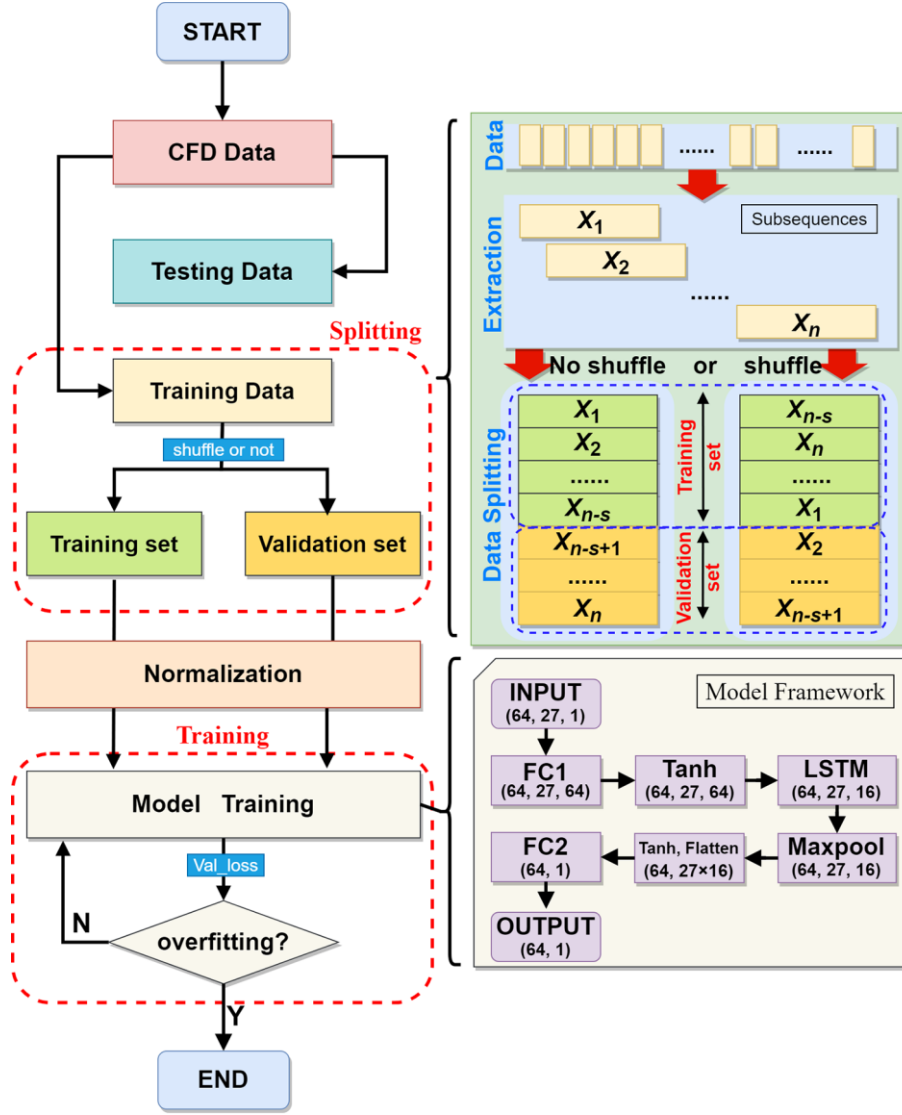 START
CFD Data
Testing Data
Splitting
Training Data
shuffle or not
Training set
Validation set
Normalization
Training
Model Training
Val_loss
overfitting?
N
Y
END
Data
......
......
Extraction
Subsequences
X1
X2
......
Xn
No shuffle or shuffle
Data Splitting
X1
X2
......
Xn-s
Xn-s+1
......
Xn
Training
set
Validation
set
Xn-s
Xn
......
X1
X2
......
Xn-s+1
Model Framework
INPUT
(64, 27, 1)
FC1
(64, 27, 64)
Tanh
(64, 27, 64)
LSTM
(64, 27, 16)
Maxpool
(64, 27, 16)
Tanh, Flatten
(64, 27×16)
FC2
(64, 1)
OUTPUT
(64, 1)